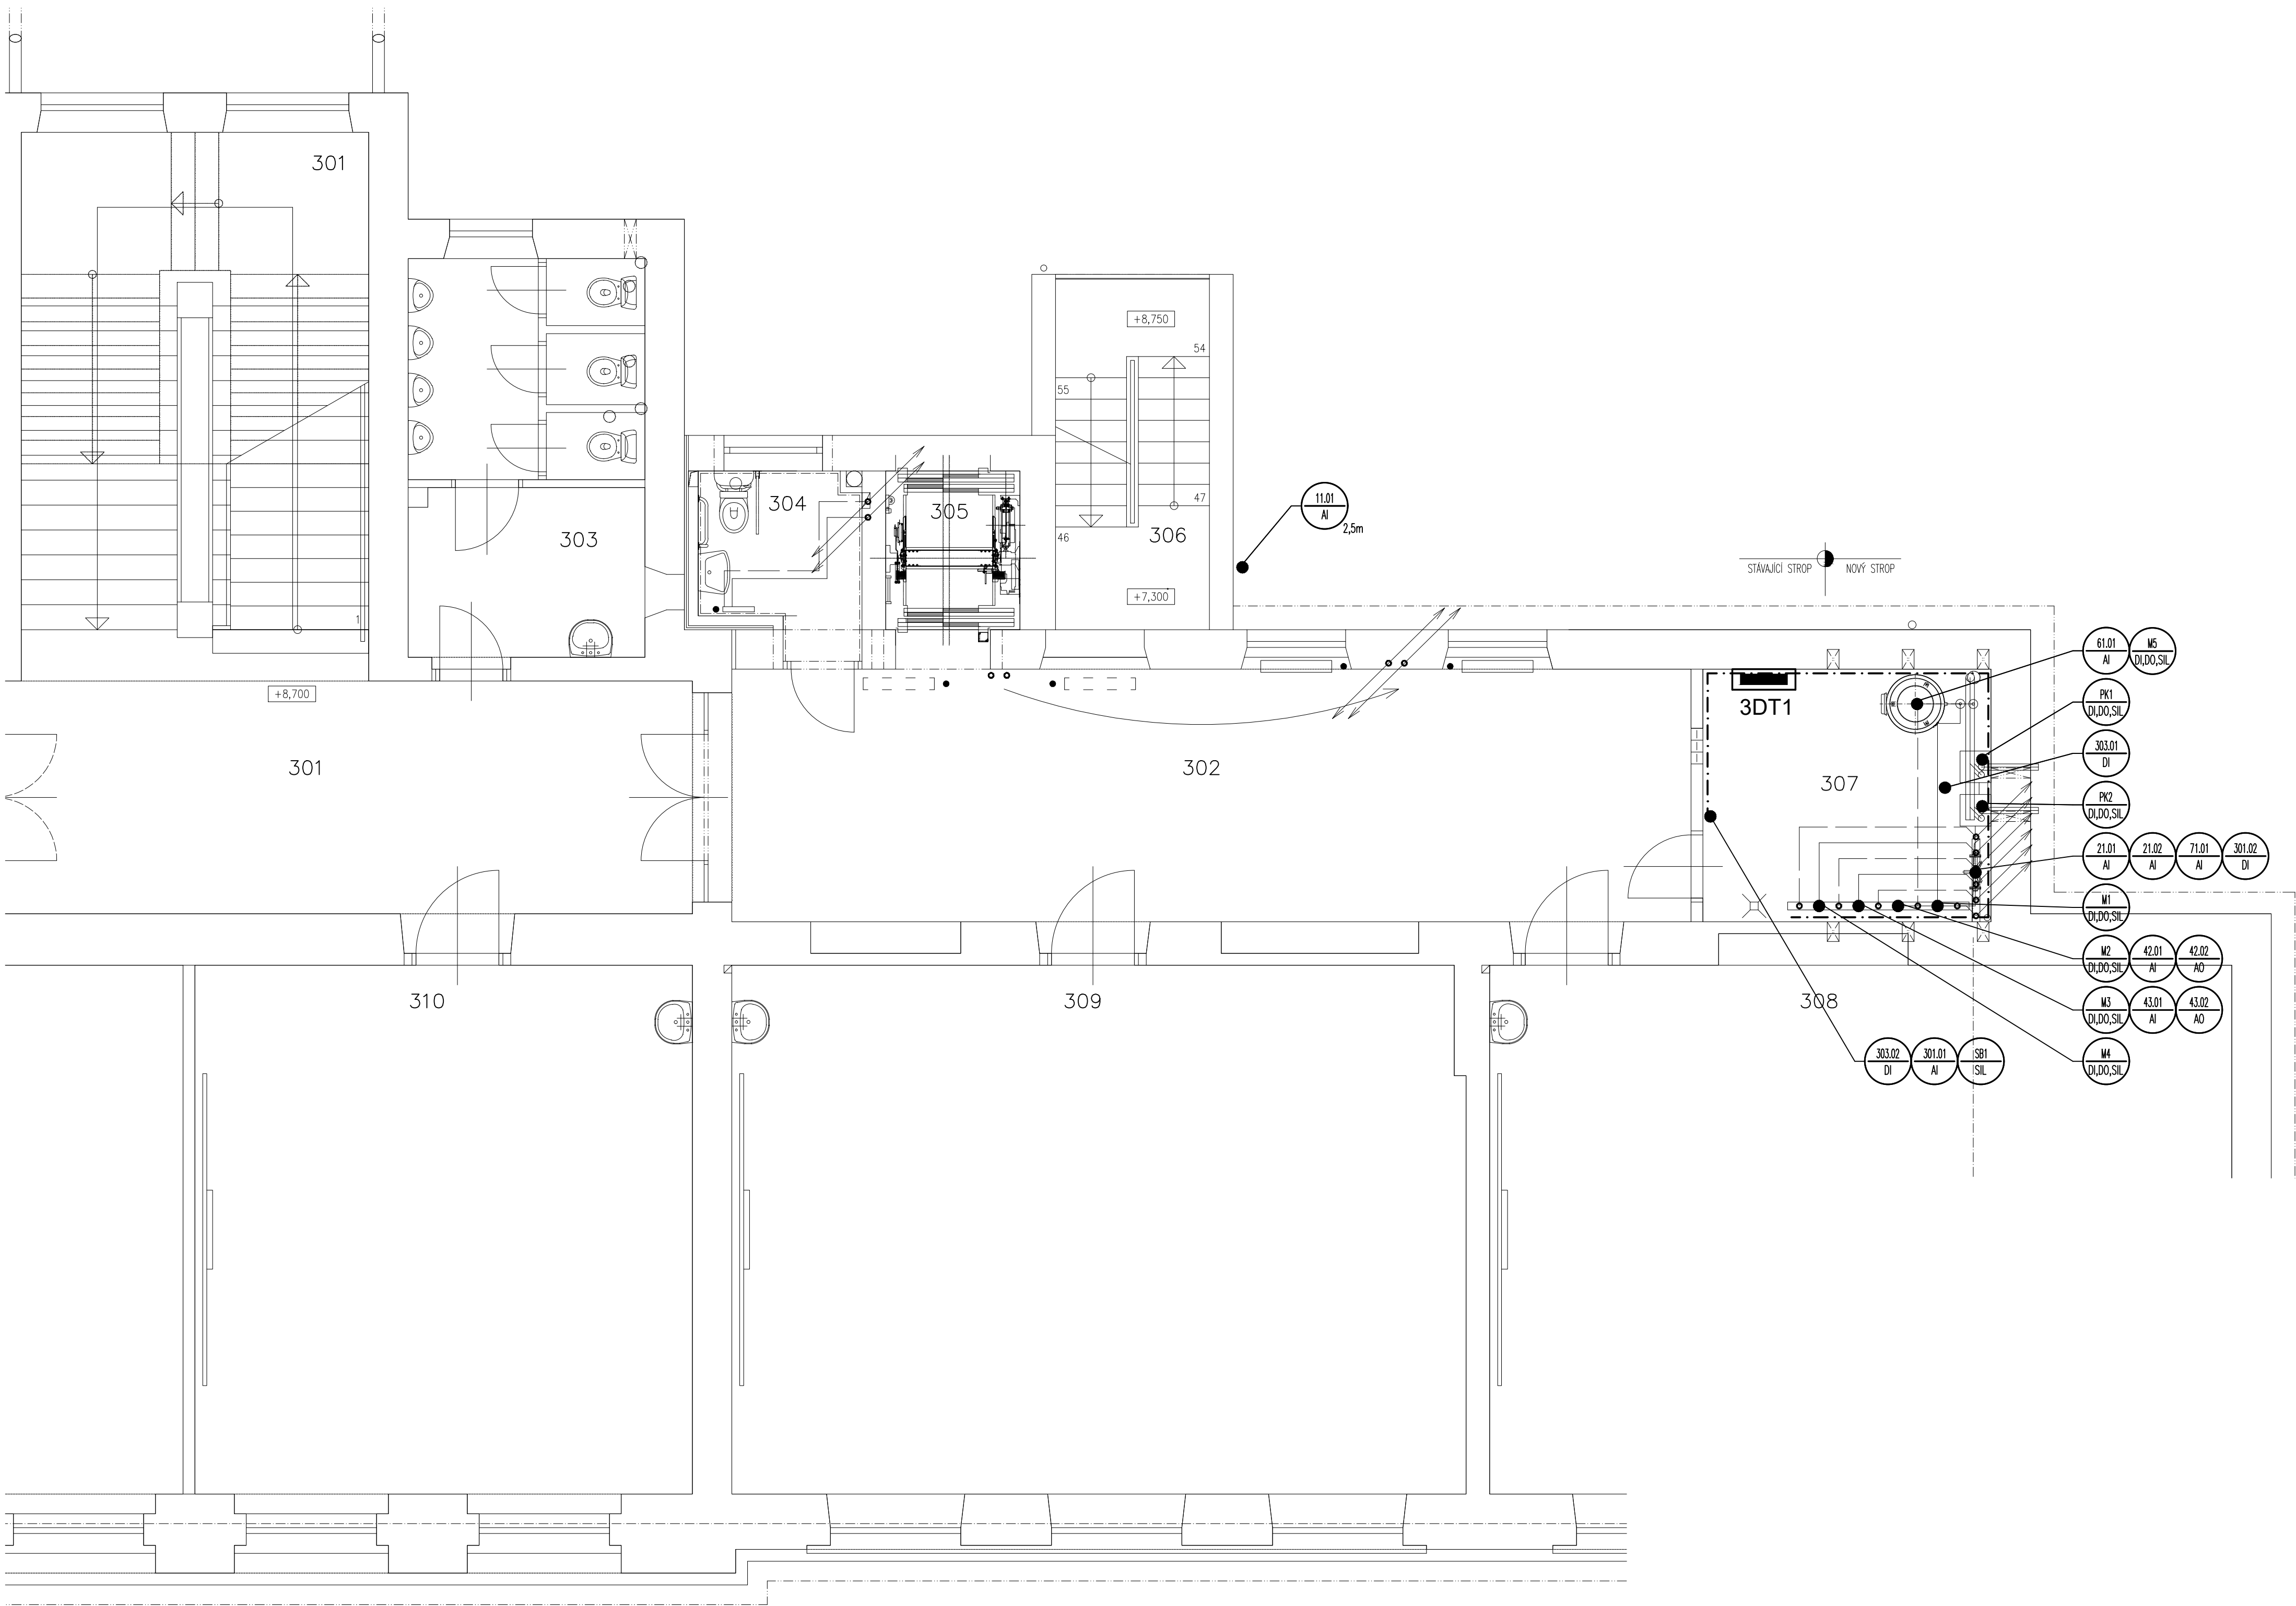 301
+8,750
54
55
11.01
AI
2,5m
304
305
47
303
46
306
STÁVAJÍCÍ STROP
NOVÝ STROP
+7,300
1
61.01
AI
M5
DI,DO,SIL
+8,700
PK1
DI,DO,SIL
3DT1
303.01
DI
301
302
307
PK2
DI,DO,SIL
21.01
AI
21.02
AI
71.01
AI
301.02
DI
M1
DI,DO,SIL
M2
DI,DO,SIL
42.01
AI
42.02
AO
310
309
308
M3
DI,DO,SIL
43.01
AI
43.02
AO
303.02
DI
301.01
AI
SB1
SIL
M4
DI,DO,SIL